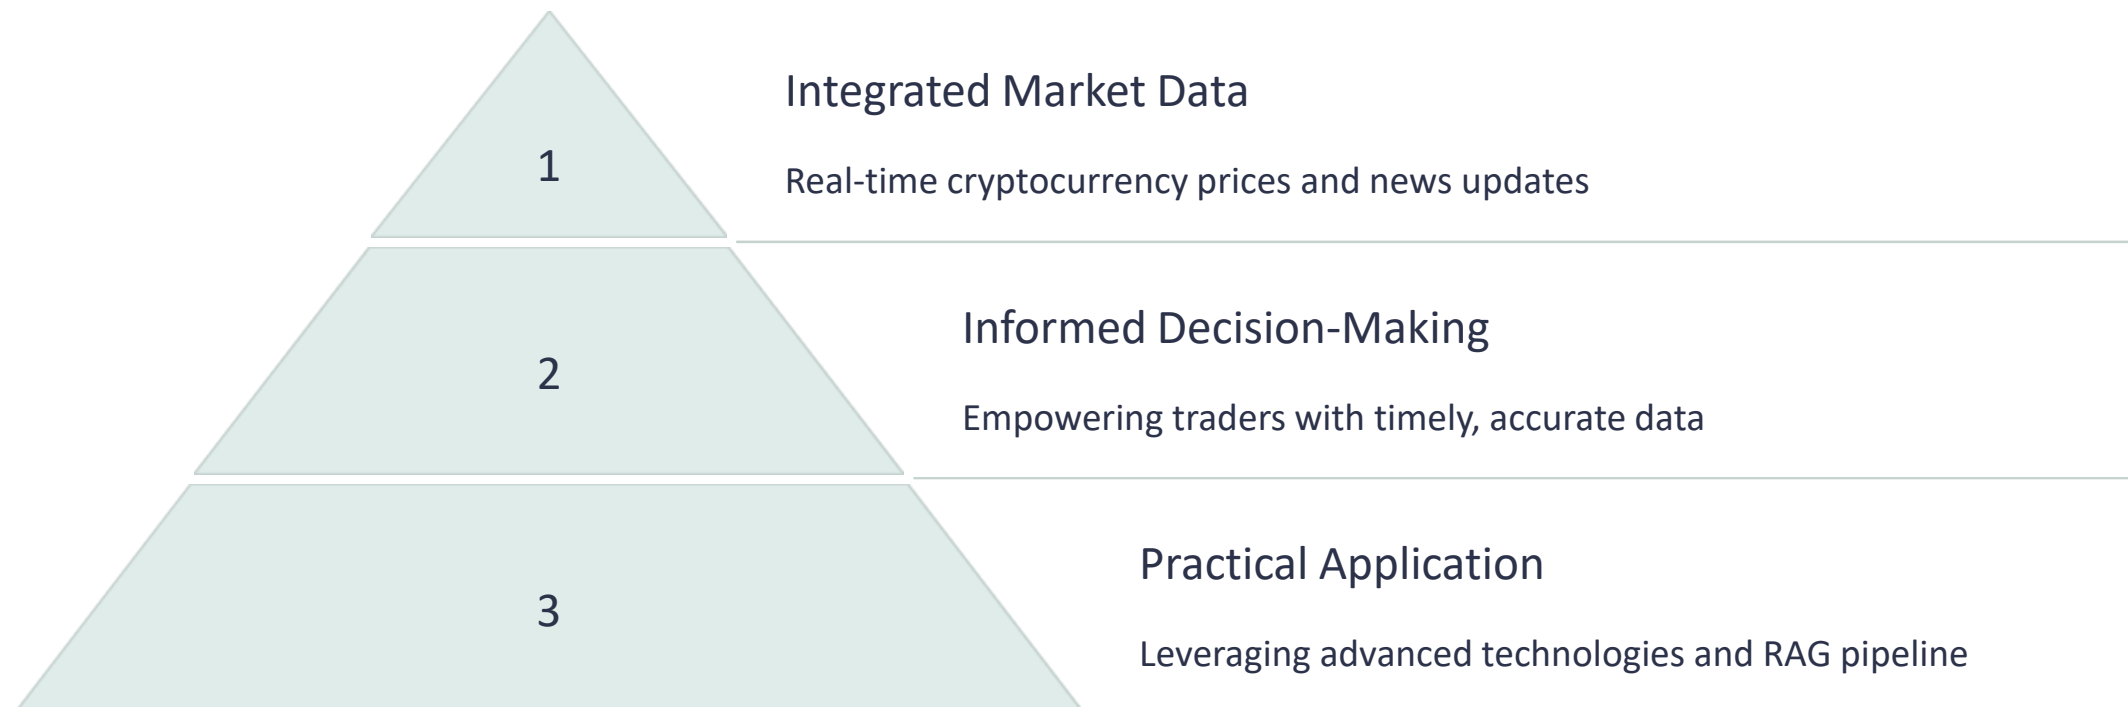 1
Integrated Market Data
Real-time cryptocurrency prices and news updates
2
Informed Decision-Making
Empowering traders with timely, accurate data
3
Practical Application
Leveraging advanced technologies and RAG pipeline